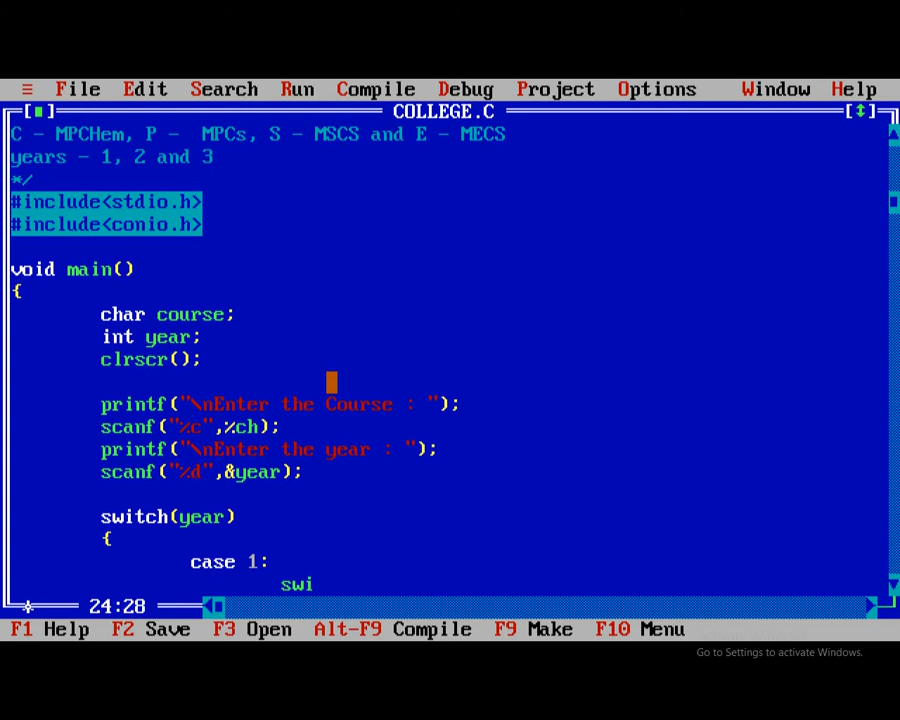 ≡ File Edit Search Run Compile Debug Project Options Window Help
[■] COLLEGE.C [↕]
C - MPCHem, P -  MPCs, S - MSCS and E - MECS
years - 1, 2 and 3
*/
#include<stdio.h>
#include<conio.h>
void main()
{
char course;
int year;
clrscr();
printf("\nEnter the Course : ");
scanf("%c",%ch);
printf("\nEnter the year : ");
scanf("%d",&year);
switch(year)
{
case 1:
swi
24:28
F1 Help F2 Save F3 Open Alt-F9 Compile F9 Make F10 Menu
Go to Settings to activate Windows.